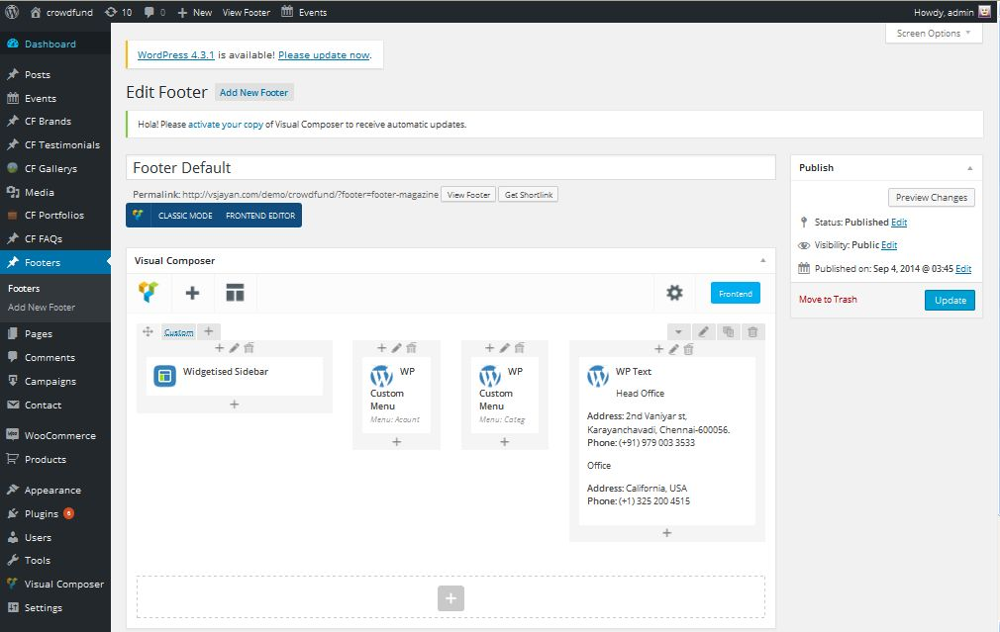 crowdfund 10 0 New View Footer Events Howdy, admin
Screen Options
Dashboard
Posts
Events
CF Brands
CF Testimonials
CF Gallerys
Media
CF Portfolios
CF FAQs
Footers
Footers
Add New Footer
Pages
Comments
Campaigns
Contact
WooCommerce
Products
Appearance
Plugins 6
Users
Tools
Visual Composer
Settings
WordPress 4.3.1 is available! Please update now.
Edit Footer Add New Footer
Hola! Please activate your copy of Visual Composer to receive automatic updates.
Footer Default
Permalink: http://vsjayan.com/demo/crowdfund/?footer=footer-magazine View Footer Get Shortlink
CLASSIC MODE FRONTEND EDITOR
Visual Composer
Frontend
Custom
Widgetised Sidebar
WP
Custom
Menu
Menu: Acount
WP
Custom
Menu
Menu: Categ
WP Text
Head Office
Address: 2nd Vaniyar st,
Karayanchavadi, Chennai-600056.
Phone: (+91) 979 003 3533
Office
Address: California, USA
Phone: (+1) 325 200 4515
Publish
Preview Changes
Status: Published Edit
Visibility: Public Edit
Published on: Sep 4, 2014 @ 03:45 Edit
Move to Trash Update